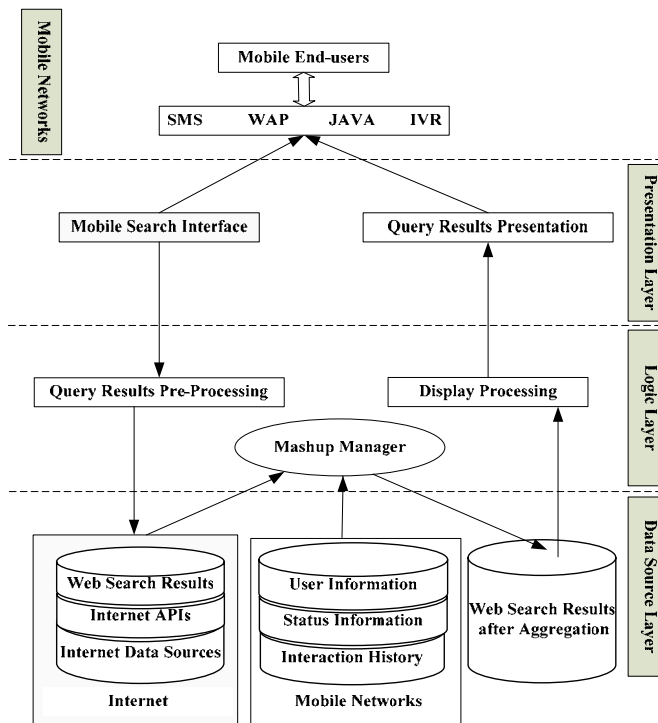 Mobile Networks
Mobile End-users
SMS WAP JAVA IVR
Presentation Layer
Mobile Search Interface
Query Results Presentation
Logic Layer
Query Results Pre-Processing
Display Processing
Mashup Manager
Data Source Layer
Web Search Results
Internet APIs
Internet Data Sources
Internet
User Information
Status Information
Interaction History
Mobile Networks
Web Search Results
after Aggregation